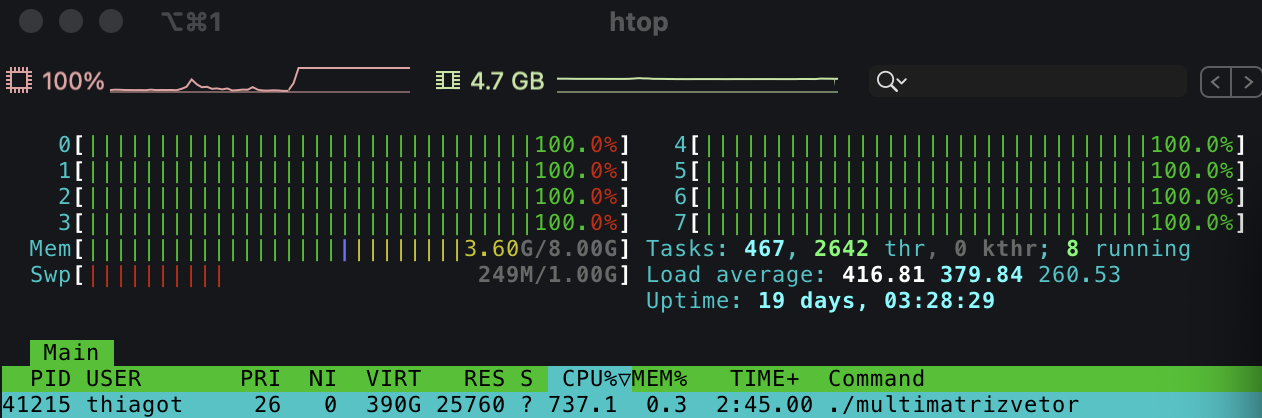 ⌥⌘1 htop
100% 4.7 GB
0[||||||||||||||||||||||||||||||||100.0%] 4[||||||||||||||||||||||||||||||||100.0%]
1[||||||||||||||||||||||||||||||||100.0%] 5[||||||||||||||||||||||||||||||||100.0%]
2[||||||||||||||||||||||||||||||||100.0%] 6[||||||||||||||||||||||||||||||||100.0%]
3[||||||||||||||||||||||||||||||||100.0%] 7[||||||||||||||||||||||||||||||||100.0%]
Mem[|||||||||||||||||||||||||||3.60G/8.00G] Tasks: 467, 2642 thr, 0 kthr; 8 running
Swp[|||||||||| 249M/1.00G] Load average: 416.81 379.84 260.53
Uptime: 19 days, 03:28:29
Main
PID USER PRI NI VIRT RES S CPU%▽MEM% TIME+ Command
41215 thiagot 26 0 390G 25760 ? 737.1 0.3 2:45.00 ./multimatrizvetor